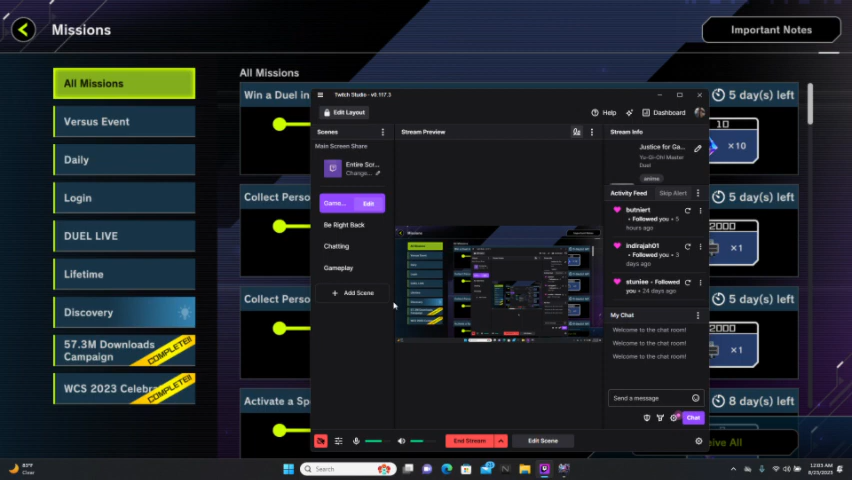 Missions
Important Notes
All Missions
Versus Event
Daily
Login
DUEL LIVE
Lifetime
Discovery
57.3M Downloads
Campaign
COMPLETE!!
WCS 2023 Celebr
COMPLETE!!
All Missions
Win a Duel in
5 day(s) left
10
×10
Collect Perso
5 day(s) left
2000
×1
Collect Perso
5 day(s) left
2000
×1
Activate a Sp
8 day(s) left
eive All
Twitch Studio - v0.117.3
Edit Layout
Help
Dashboard
Scenes
Main Screen Share
Entire Scr...
Change...
Game...
Edit
Be Right Back
Chatting
Gameplay
+ Add Scene
Stream Preview
Stream Info
Justice for Ga...
Yu-Gi-Oh! Master
Duel
anime
Activity Feed
Skip Alert
butniert
• Followed you • 5
hours ago
indirajah01
• Followed you • 3
days ago
stuniee • Followed
you • 24 days ago
My Chat
Welcome to the chat room!
Welcome to the chat room!
Welcome to the chat room!
Send a message
Chat
End Stream
Edit Scene
83°F
Clear
Search
12:03 AM
8/23/2023